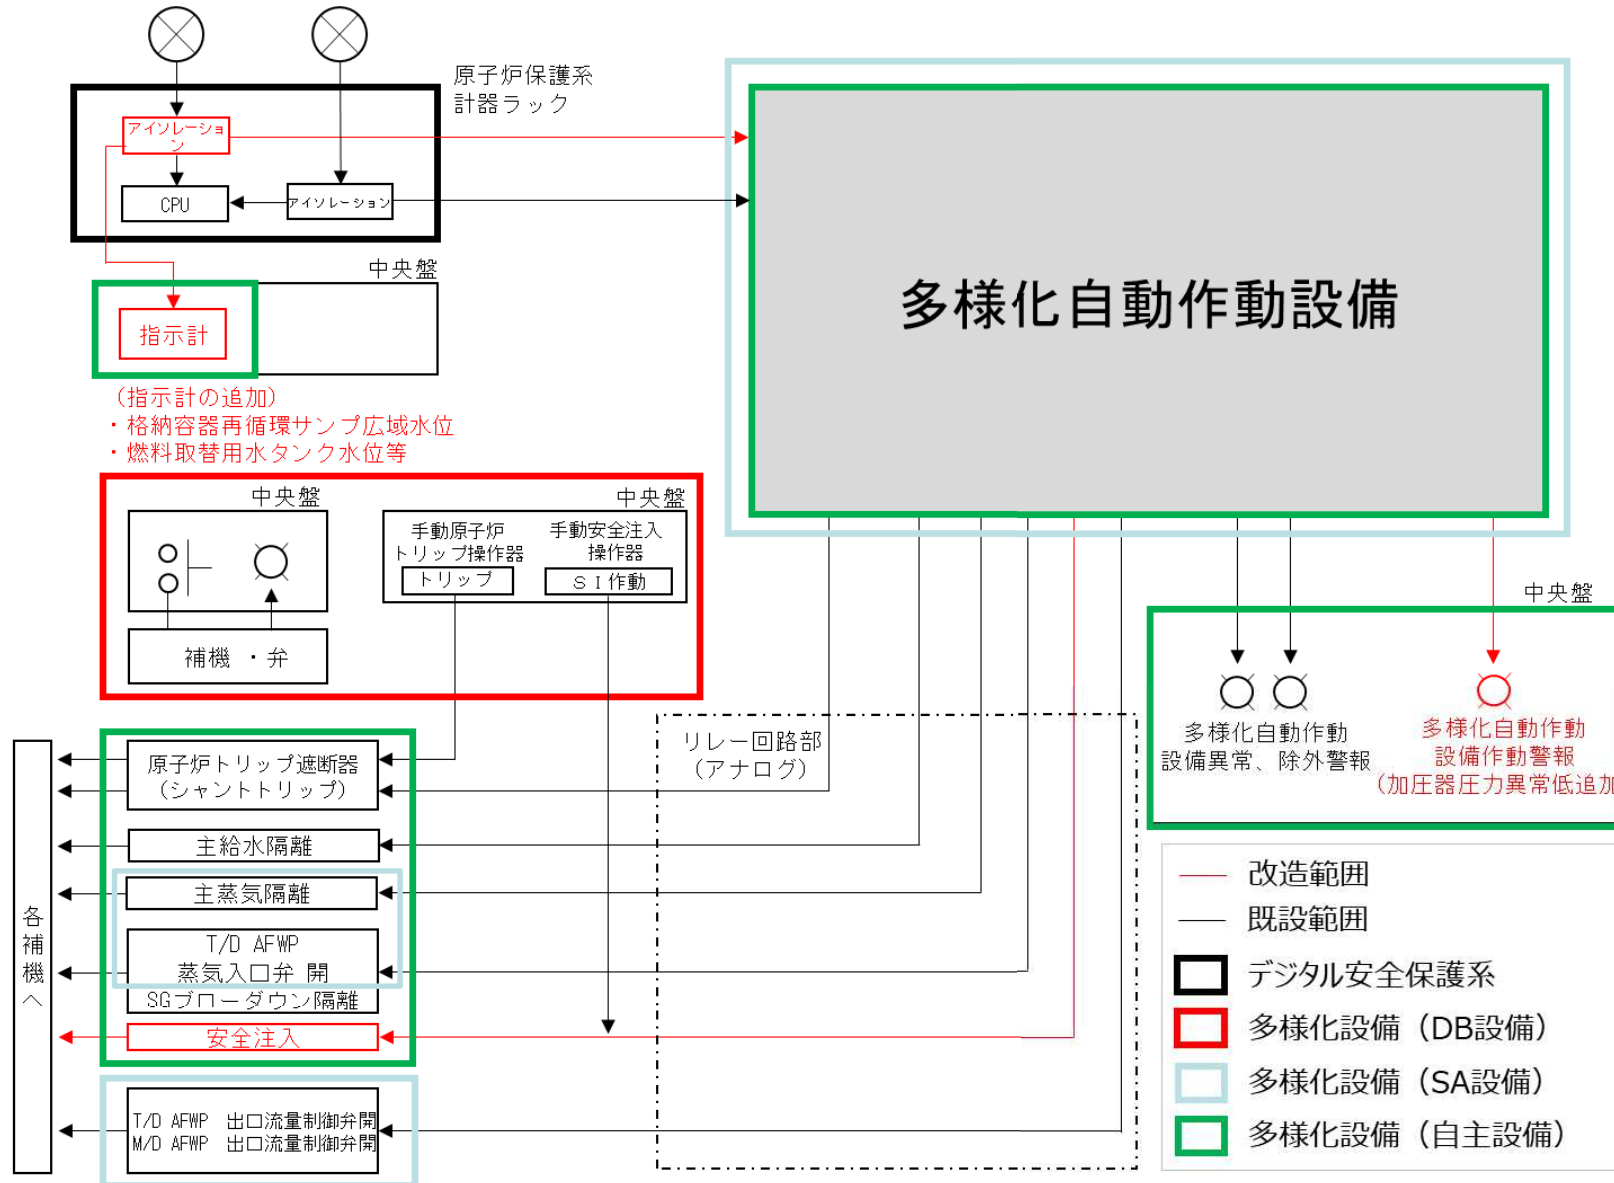 原子炉保護系
計器ラック
アイソレーショ
ン
CPU
アイソレーション
中央盤
指示計
(指示計の追加)
・格納容器再循環サンプ広域水位
・燃料取替用水タンク水位等
多様化自動作動設備
中央盤
中央盤
手動原子炉
トリップ操作器
トリップ
手動安全注入
操作器
SI作動
補機・弁
各補機へ
原子炉トリップ遮断器
(シャントトリップ)
主給水隔離
主蒸気隔離
T/D AFWP
蒸気入口弁 開
SGブローダウン隔離
安全注入
T/D AFWP 出口流量制御弁開
M/D AFWP 出口流量制御弁開
リレー回路部
(アナログ)
中央盤
多様化自動作動
設備異常、除外警報
多様化自動作動
設備作動警報
(加圧器圧力異常低追加
改造範囲
既設範囲
デジタル安全保護系
多様化設備(DB設備)
多様化設備(SA設備)
多様化設備(自主設備)